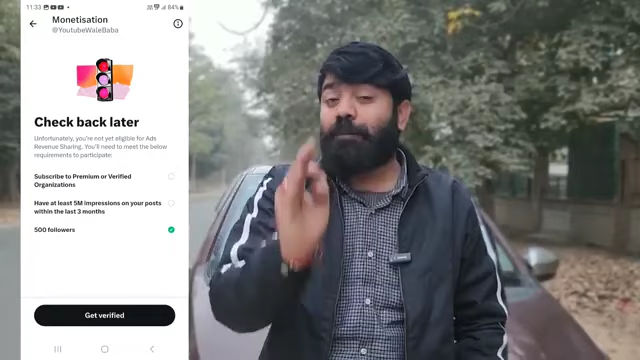 11:33
84%
Monetisation
@YoutubeWaleBaba
Check back later
Unfortunately, you're not yet eligible for Ads
Revenue Sharing. You'll need to meet the below
requirements to participate:
Subscribe to Premium or Verified
Organizations
Have at least 5M impressions on your posts
within the last 3 months
500 followers
Get verified